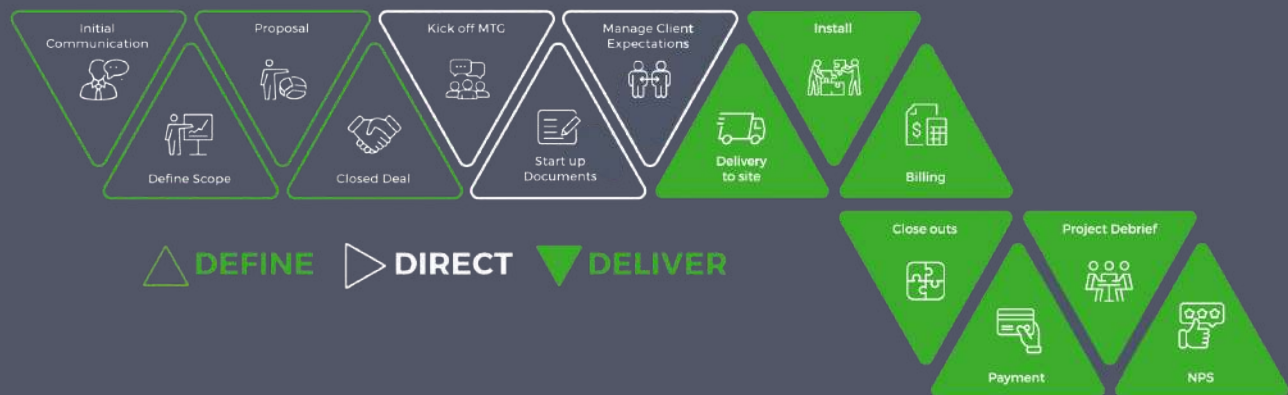 Initial
Communication
Define Scope
Proposal
Closed Deal
Kick off MTG
Start up
Documents
Manage Client
Expectations
Delivery
to site
Install
Billing
Close outs
Payment
Project Debrief
NPS
DEFINE
DIRECT
DELIVER